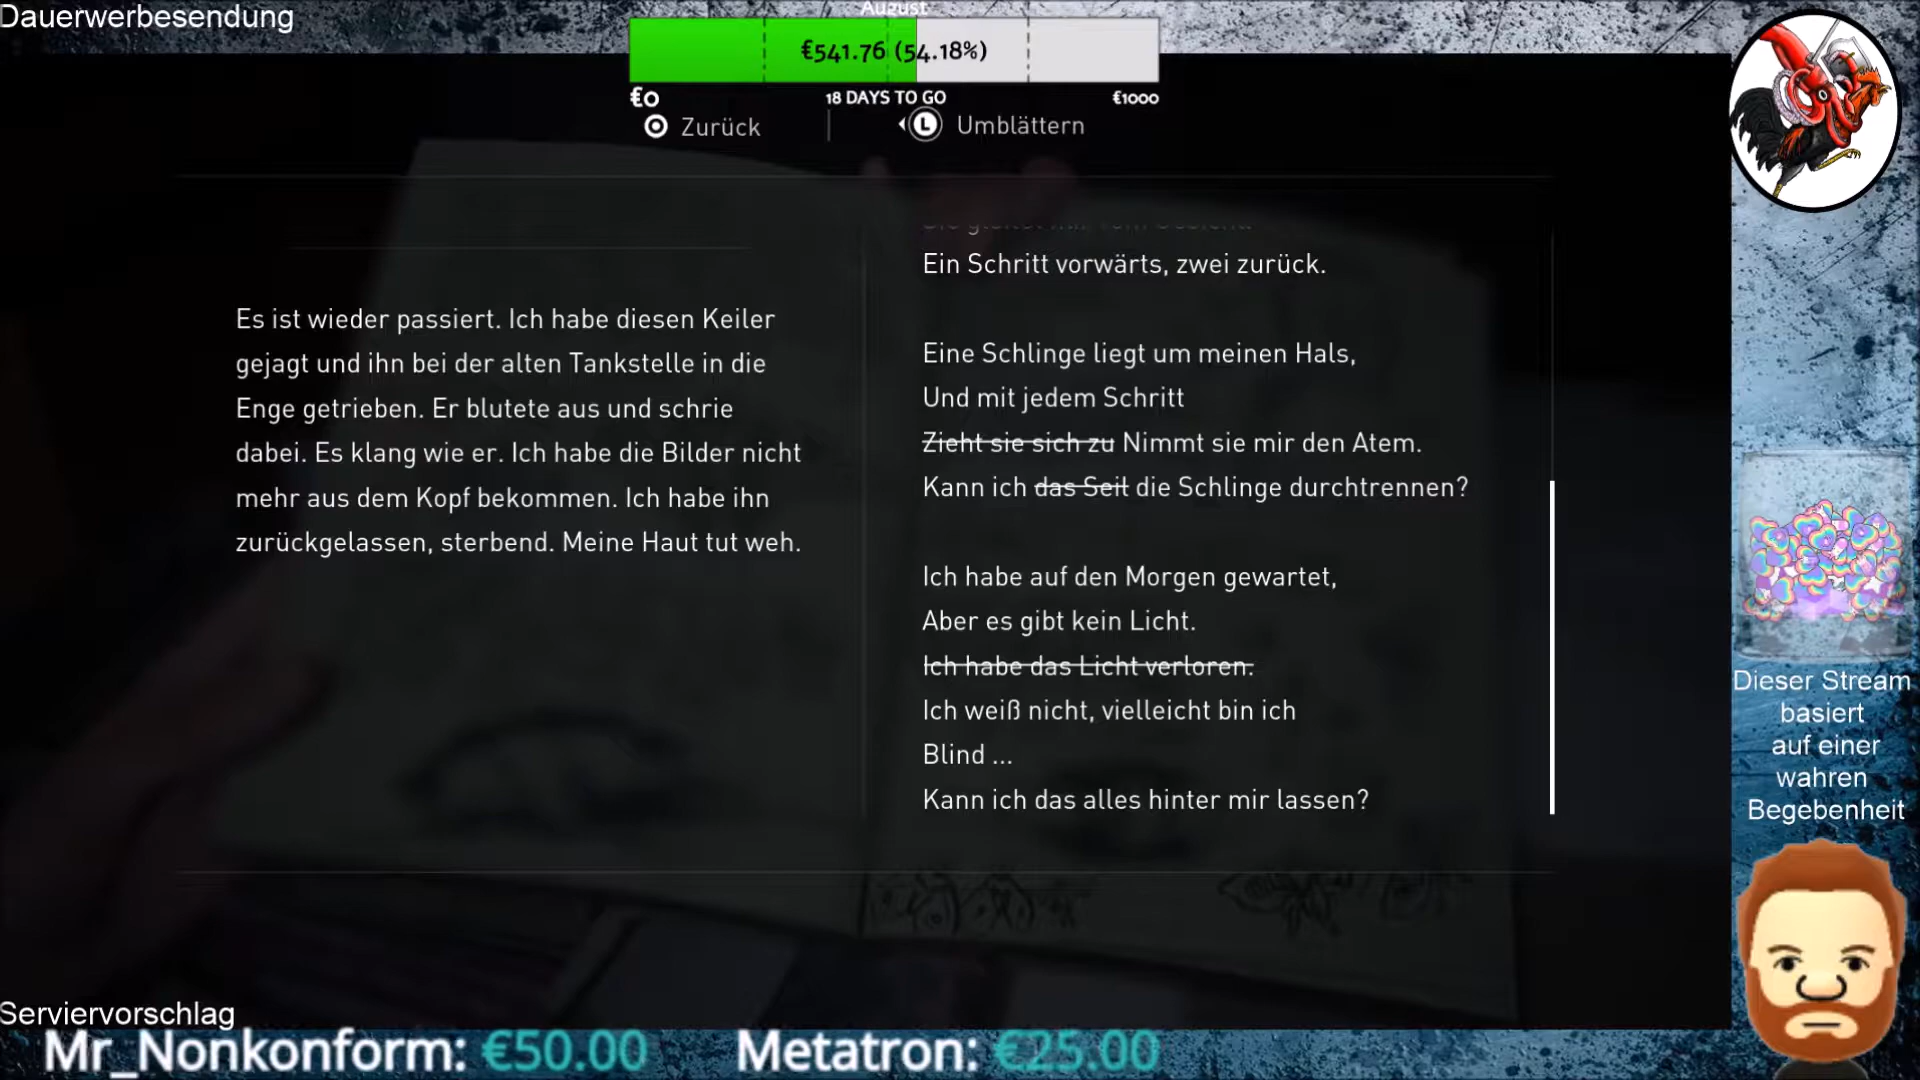 Dauerwerbesendung
August
€541.76 (54.18%)
€0
18 DAYS TO GO
€1000
Zurück
L Umblättern
Es ist wieder passiert. Ich habe diesen Keiler
gejagt und ihn bei der alten Tankstelle in die
Enge getrieben. Er blutete aus und schrie
dabei. Es klang wie er. Ich habe die Bilder nicht
mehr aus dem Kopf bekommen. Ich habe ihn
zurückgelassen, sterbend. Meine Haut tut weh.
Ein Schritt vorwärts, zwei zurück.
Eine Schlinge liegt um meinen Hals,
Und mit jedem Schritt
Zieht sie sich zu Nimmt sie mir den Atem.
Kann ich das Seil die Schlinge durchtrennen?
Ich habe auf den Morgen gewartet,
Aber es gibt kein Licht.
Ich habe das Licht verloren.
Ich weiß nicht, vielleicht bin ich
Blind ...
Kann ich das alles hinter mir lassen?
Dieser Stream
basiert
auf einer
wahren
Begebenheit
Serviervorschlag
Mr_Nonkonform: €50.00
Metatron: €25.00